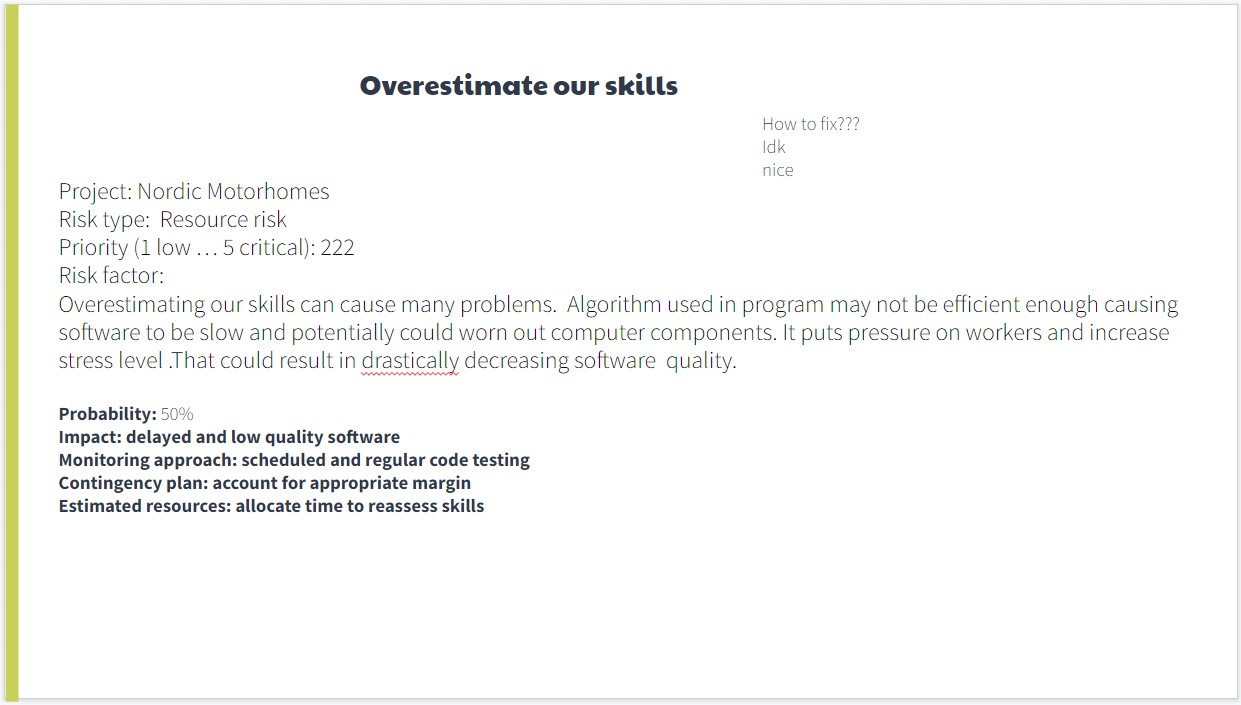 Overestimate our skills
How to fix???
Idk
nice
Project: Nordic Motorhomes
Risk type:  Resource risk
Priority (1 low … 5 critical): 222
Risk factor:
Overestimating our skills can cause many problems.  Algorithm used in program may not be efficient enough causing
software to be slow and potentially could worn out computer components. It puts pressure on workers and increase
stress level .That could result in drastically decreasing software  quality.
Probability: 50%
Impact: delayed and low quality software
Monitoring approach: scheduled and regular code testing
Contingency plan: account for appropriate margin
Estimated resources: allocate time to reassess skills